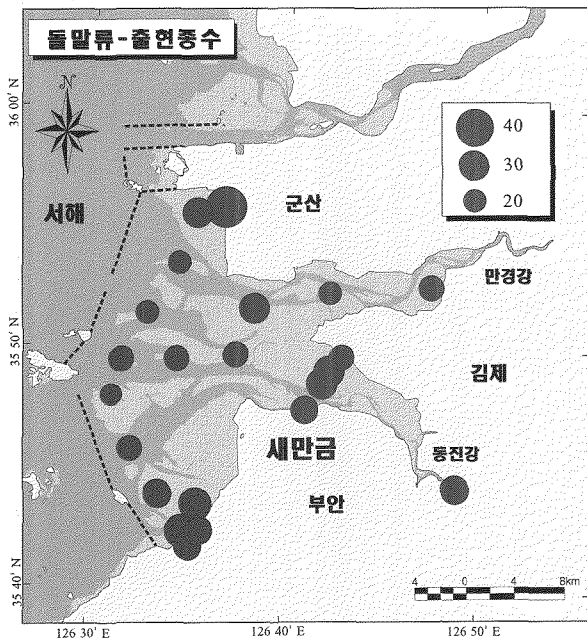 돌말류-출현종수
N
36 00' N
40
30
20
서해
군산
만경강
35 50' N
김제
새만금
동진강
부안
35 40' N
4 0 4 8km
126 30' E
126 40' E
126 50' E